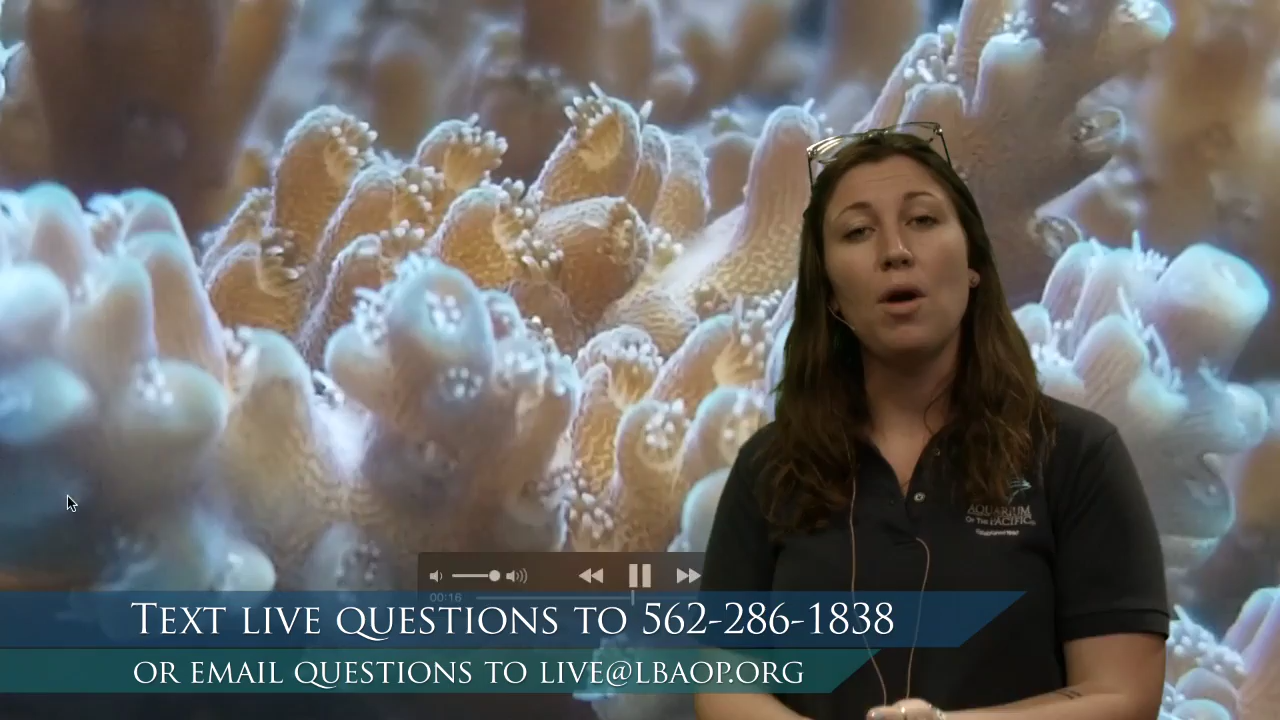 AQUARIUM
OF THE PACIFIC
00:16
TEXT LIVE QUESTIONS TO 562-286-1838
OR EMAIL QUESTIONS TO LIVE@LBAOP.ORG